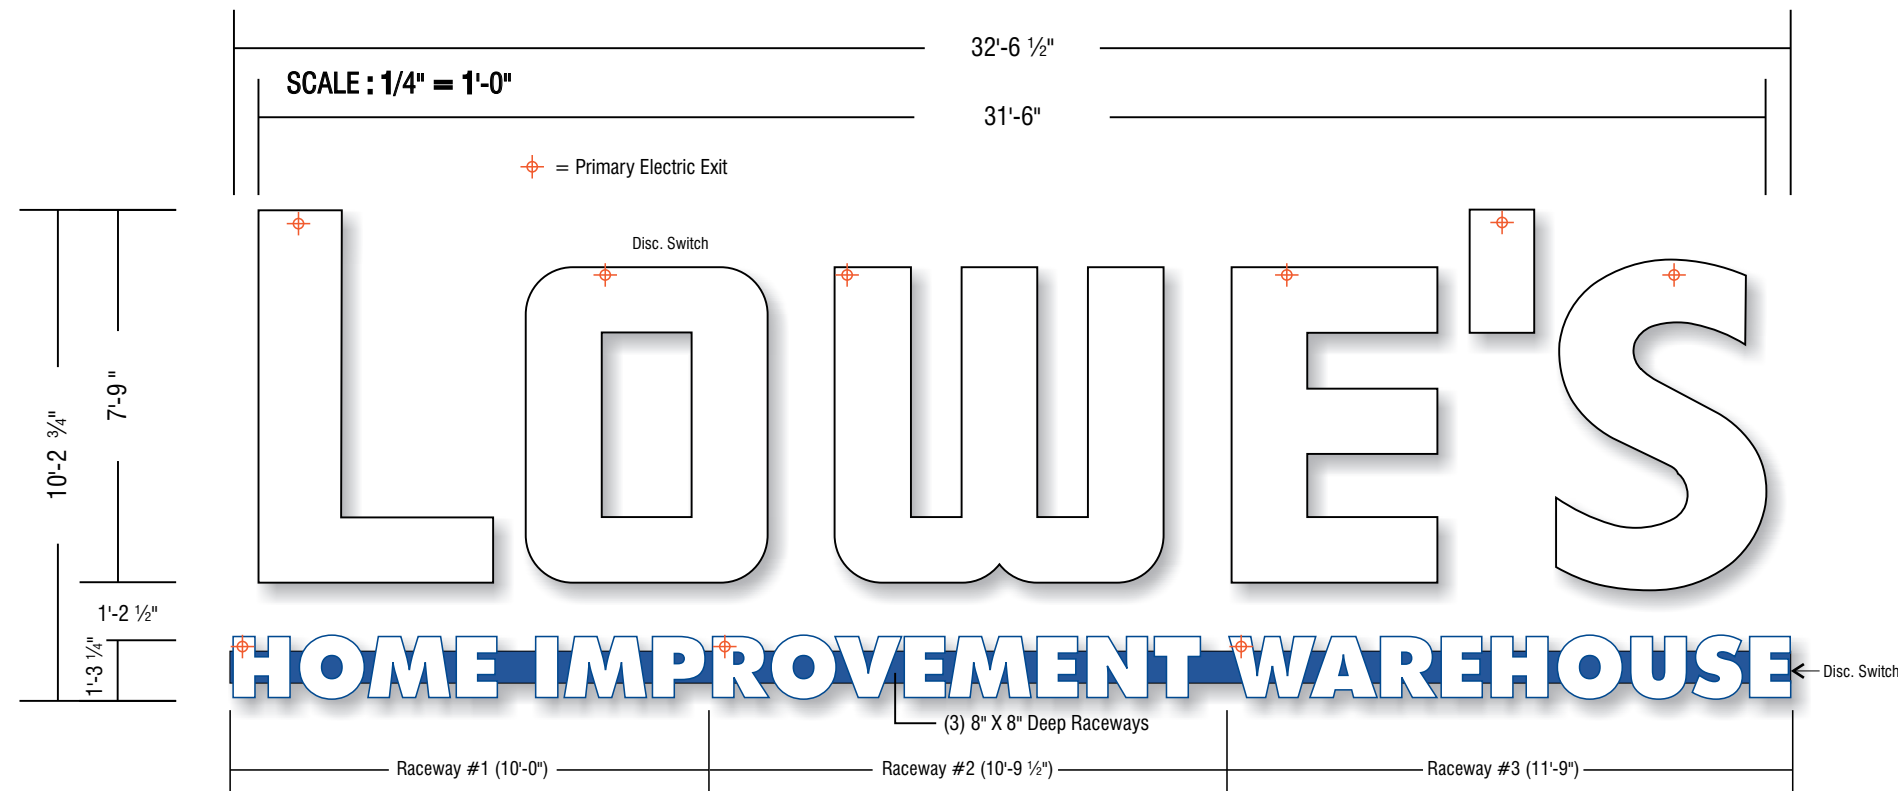 32'-6 ½"
SCALE : 1/4" = 1'-0"
31'-6"
= Primary Electric Exit
Disc. Switch
LOWE'S
10'-2 ¾"
7'-9"
1'-2 ½"
1'-3 ¼"
HOME IMPROVEMENT WAREHOUSE
Disc. Switch
(3) 8" X 8" Deep Raceways
Raceway #1 (10'-0")
Raceway #2 (10'-9 ½")
Raceway #3 (11'-9")